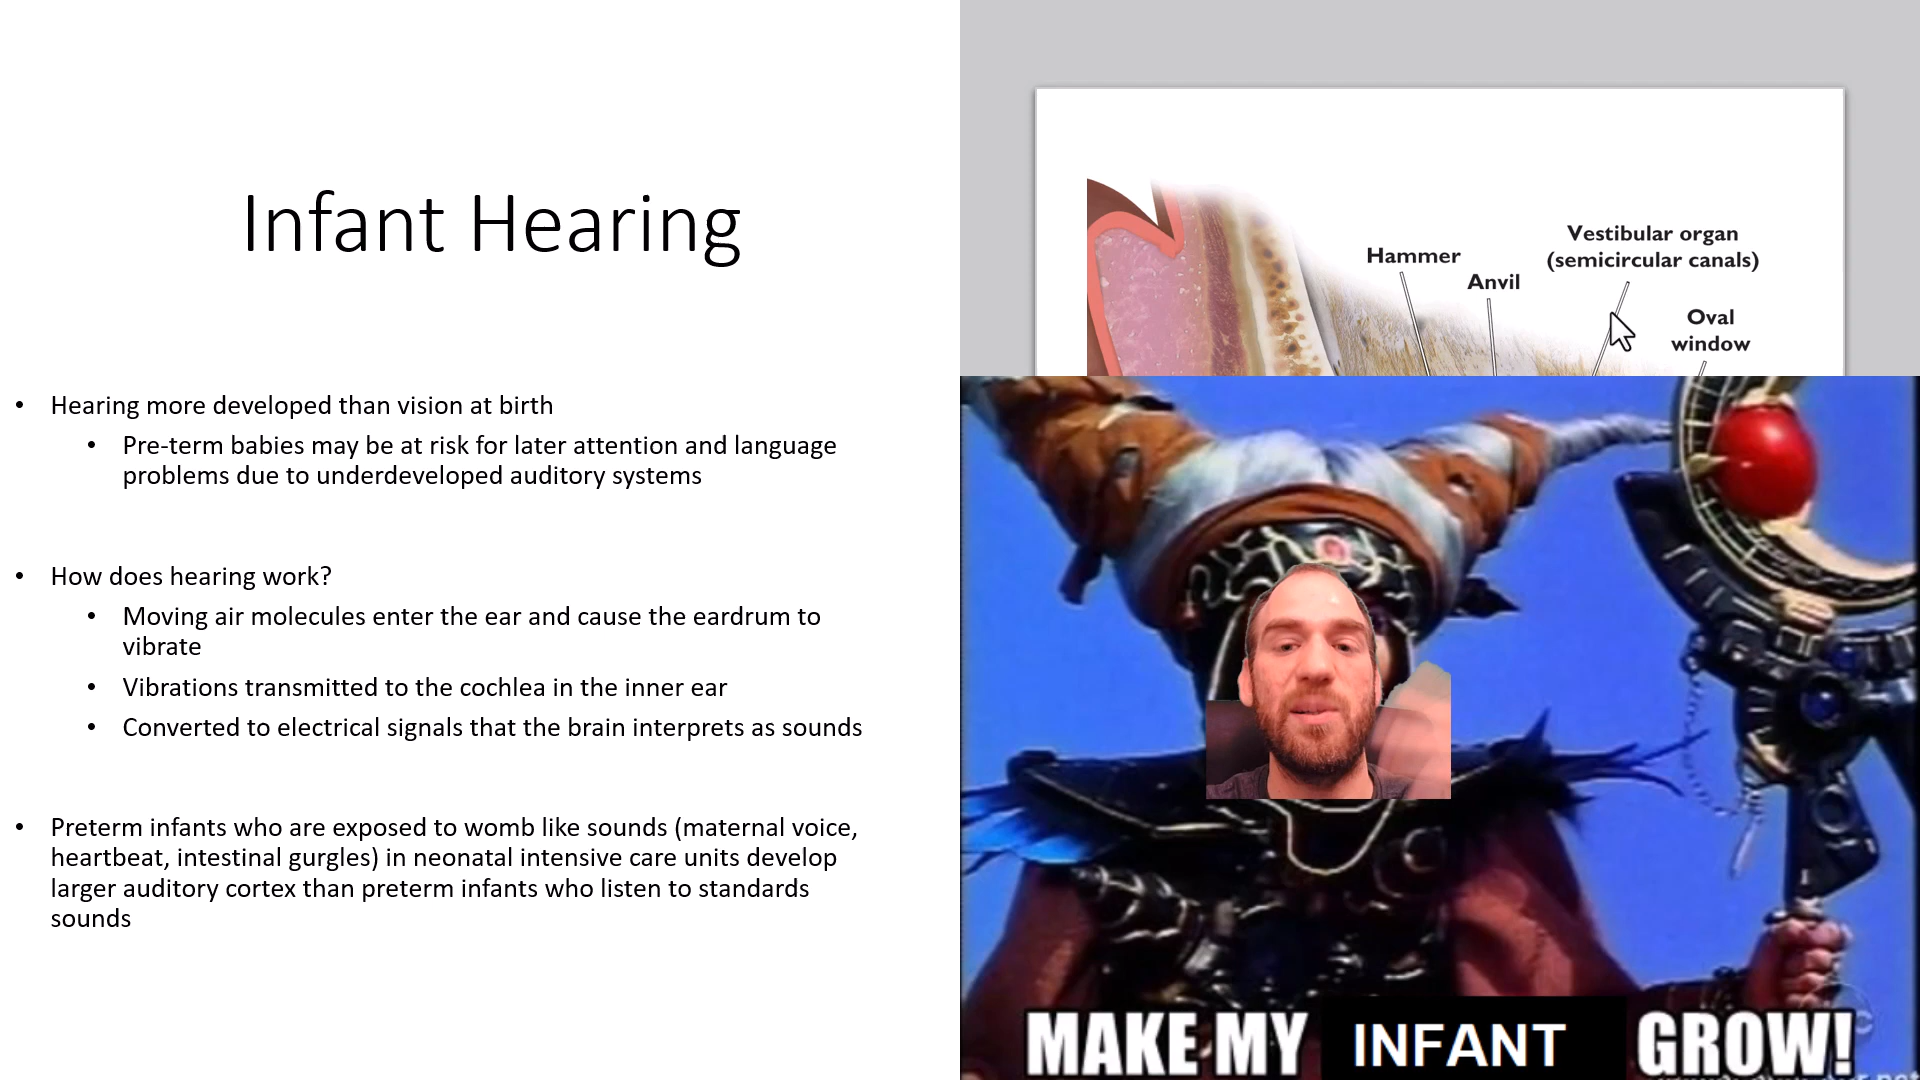 Infant Hearing
• Hearing more developed than vision at birth
• Pre-term babies may be at risk for later attention and language
problems due to underdeveloped auditory systems
• How does hearing work?
• Moving air molecules enter the ear and cause the eardrum to
vibrate
• Vibrations transmitted to the cochlea in the inner ear
• Converted to electrical signals that the brain interprets as sounds
• Preterm infants who are exposed to womb like sounds (maternal voice,
heartbeat, intestinal gurgles) in neonatal intensive care units develop
larger auditory cortex than preterm infants who listen to standards
sounds
Hammer
Anvil
Vestibular organ
(semicircular canals)
Oval
window
MAKE MY INFANT GROW!